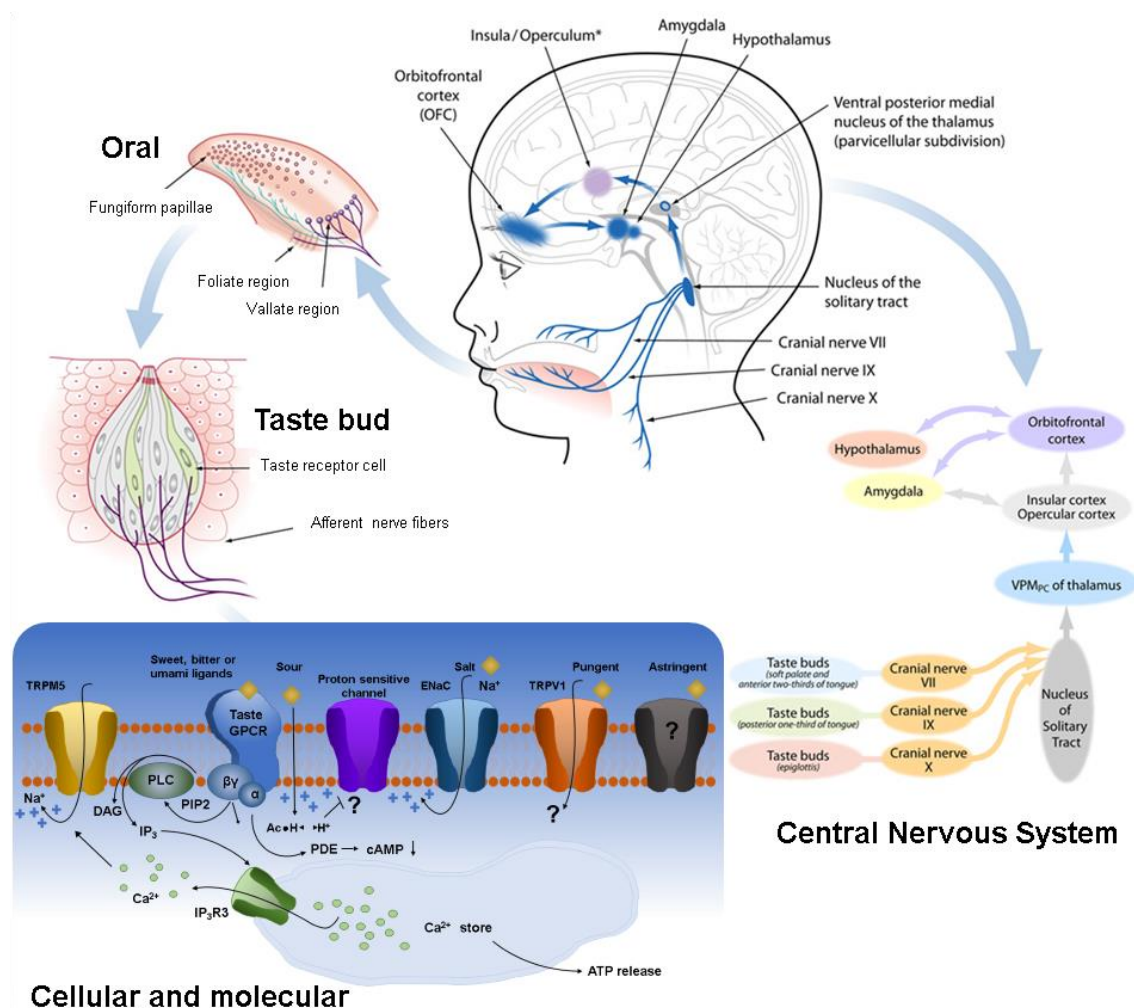 Insula/Operculum*
Amygdala
Hypothalamus
Orbitofrontal
cortex
(OFC)
Ventral posterior medial
nucleus of the thalamus
(parvicellular subdivision)
Oral
Fungiform papillae
Foliate region
Vallate region
Nucleus of the
solitary tract
Cranial nerve VII
Cranial nerve IX
Cranial nerve X
Taste bud
Taste receptor cell
Afferent nerve fibers
Orbitofrontal
cortex
Hypothalamus
Amygdala
Insular cortex
Opercular cortex
VPMPC of thalamus
Taste buds
(soft palate and
anterior two-thirds of tongue)
Cranial nerve
VII
Taste buds
(posterior one-third of tongue)
Cranial nerve
IX
Taste buds
(epiglottis)
Cranial nerve
X
Nucleus
of
Solitary
Tract
Central Nervous System
TRPM5
Sweet, bitter or
umami ligands
Sour
Proton sensitive
channel
Salt
ENaC
Na⁺
Pungent
TRPV1
Astringent
Taste
GPCR
?
PLC
βγ
α
Na⁺
DAG
PIP2
IP₃
Ac●H
H⁺
?
?
PDE
cAMP
Ca²⁺
IP₃R3
Ca²⁺ store
ATP release
Cellular and molecular